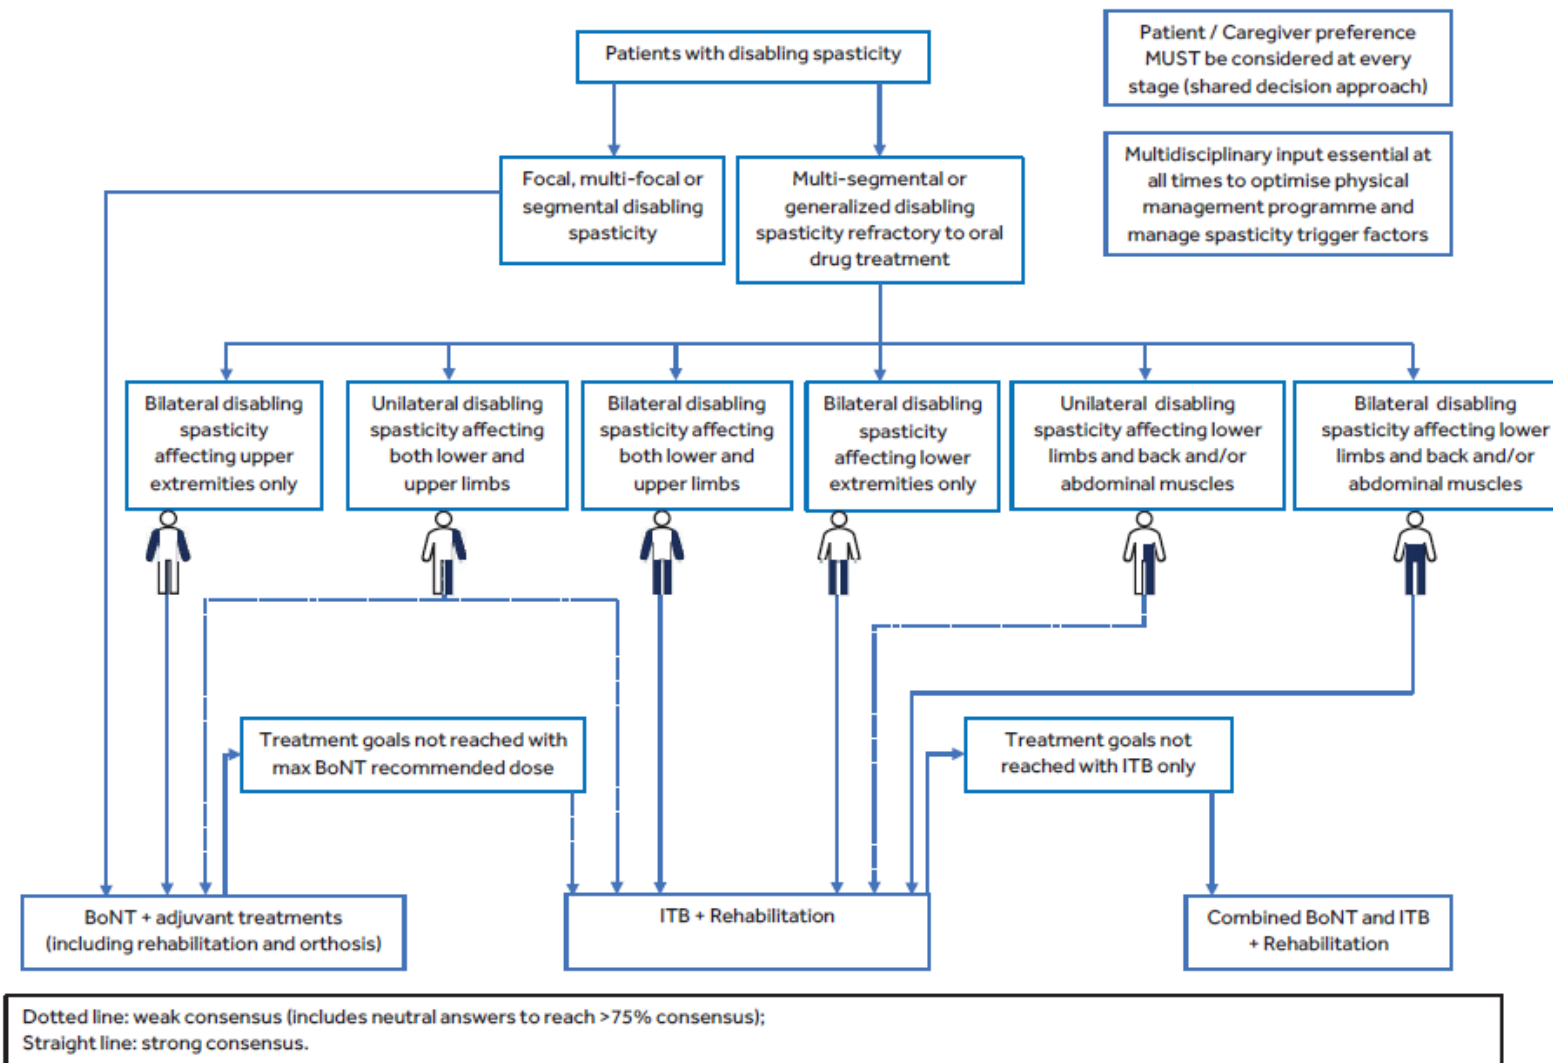 Patients with disabling spasticity
Patient / Caregiver preference
MUST be considered at every
stage (shared decision approach)
Multidisciplinary input essential at
all times to optimise physical
management programme and
manage spasticity trigger factors
Focal, multi-focal or
segmental disabling
spasticity
Multi-segmental or
generalized disabling
spasticity refractory to oral
drug treatment
Bilateral disabling
spasticity
affecting upper
extremities only
Unilateral disabling
spasticity affecting
both lower and
upper limbs
Bilateral disabling
spasticity affecting
both lower and
upper limbs
Bilateral disabling
spasticity
affecting lower
extremities only
Unilateral disabling
spasticity affecting lower
limbs and back and/or
abdominal muscles
Bilateral disabling
spasticity affecting lower
limbs and back and/or
abdominal muscles
Treatment goals not reached with
max BoNT recommended dose
Treatment goals not
reached with ITB only
BoNT + adjuvant treatments
(including rehabilitation and orthosis)
ITB + Rehabilitation
Combined BoNT and ITB
+ Rehabilitation
Dotted line: weak consensus (includes neutral answers to reach >75% consensus);
Straight line: strong consensus.